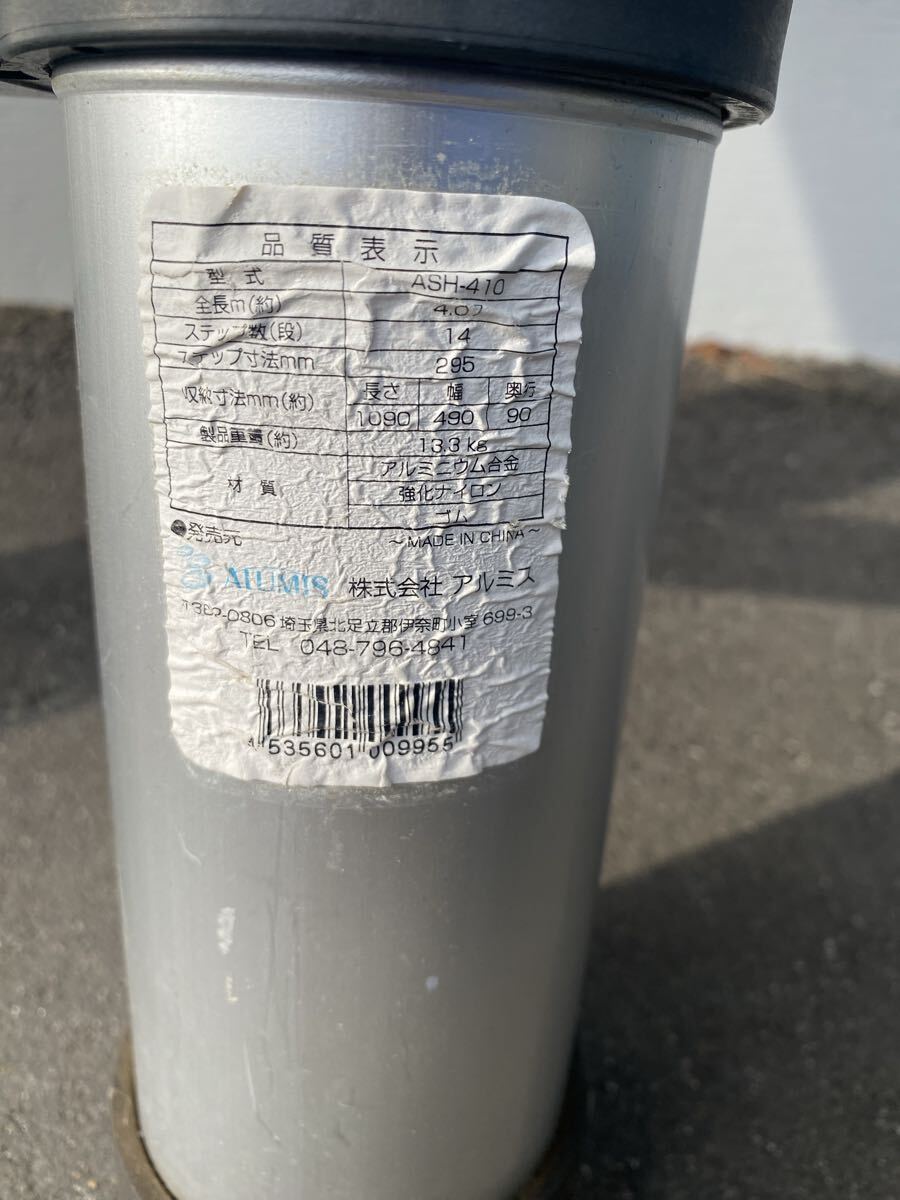 品質表示
型式 ASH-410
全長m(約)
ステップ数(段) 14
ステップ寸法mm 295
収納寸法mm(約) 長さ 幅 奥行
1090 490 90
製品重量(約) 13.3kg
材質 アルミニウム合金
強化ナイロン
ゴム
●発売元 ～MADE IN CHINA～
ALUMIS 株式会社 アルミス
〒362-0806 埼玉県北足立郡伊奈町小室699-3
TEL 048-796-4841
4 535601 009955